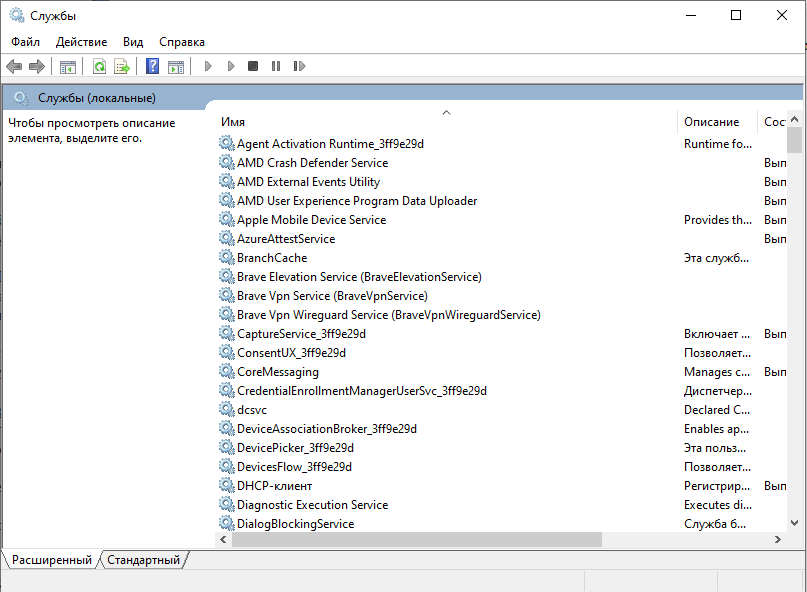 Службы
Файл Действие Вид Справка
Службы (локальные)
Чтобы просмотреть описание
элемента, выделите его.
Имя Описание Сос
Agent Activation Runtime_3ff9e29d Runtime fo...
AMD Crash Defender Service Вып
AMD External Events Utility Вып
AMD User Experience Program Data Uploader Вып
Apple Mobile Device Service Provides th... Вып
AzureAttestService Вып
BranchCache Эта служб...
Brave Elevation Service (BraveElevationService)
Brave Vpn Service (BraveVpnService)
Brave Vpn Wireguard Service (BraveVpnWireguardService)
CaptureService_3ff9e29d Включает ... Вып
ConsentUX_3ff9e29d Позволяет...
CoreMessaging Manages c... Вып
CredentialEnrollmentManagerUserSvc_3ff9e29d Диспетчер...
dcsvc Declared C...
DeviceAssociationBroker_3ff9e29d Enables ap...
DevicePicker_3ff9e29d Эта польз...
DevicesFlow_3ff9e29d Позволяет...
DHCP-клиент Регистрир... Вып
Diagnostic Execution Service Executes di...
DialogBlockingService Служба б...
Расширенный Стандартный